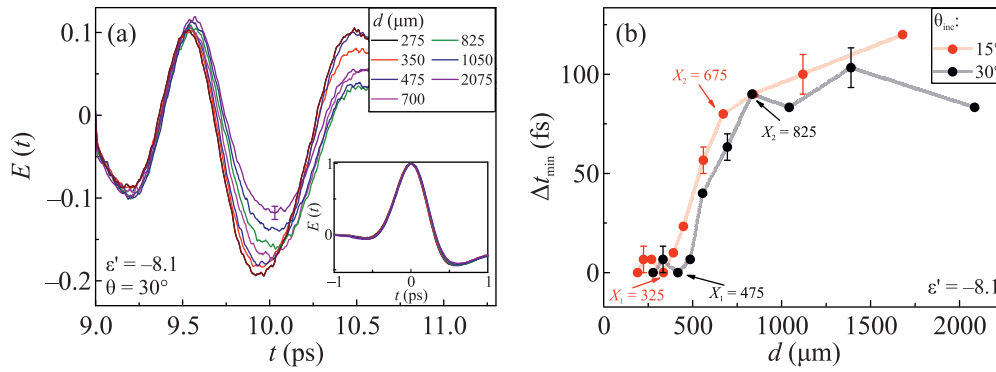 (a)
d (μm)
275 825
350 1050
475 2075
700
E (t)
0.1
0.0
−0.1
−0.2
ε' = −8.1
θ = 30°
9.0 9.5 10.0 10.5 11.0
t (ps)
E (t)
1
0
−1 0 1
t (ps)
(b)
θinc:
15°
30°
Δtmin (fs)
100
50
0
X₂ = 675
X₂ = 825
X₁ = 325
X₁ = 475
ε' = −8.1
0 500 1000 1500 2000
d (μm)